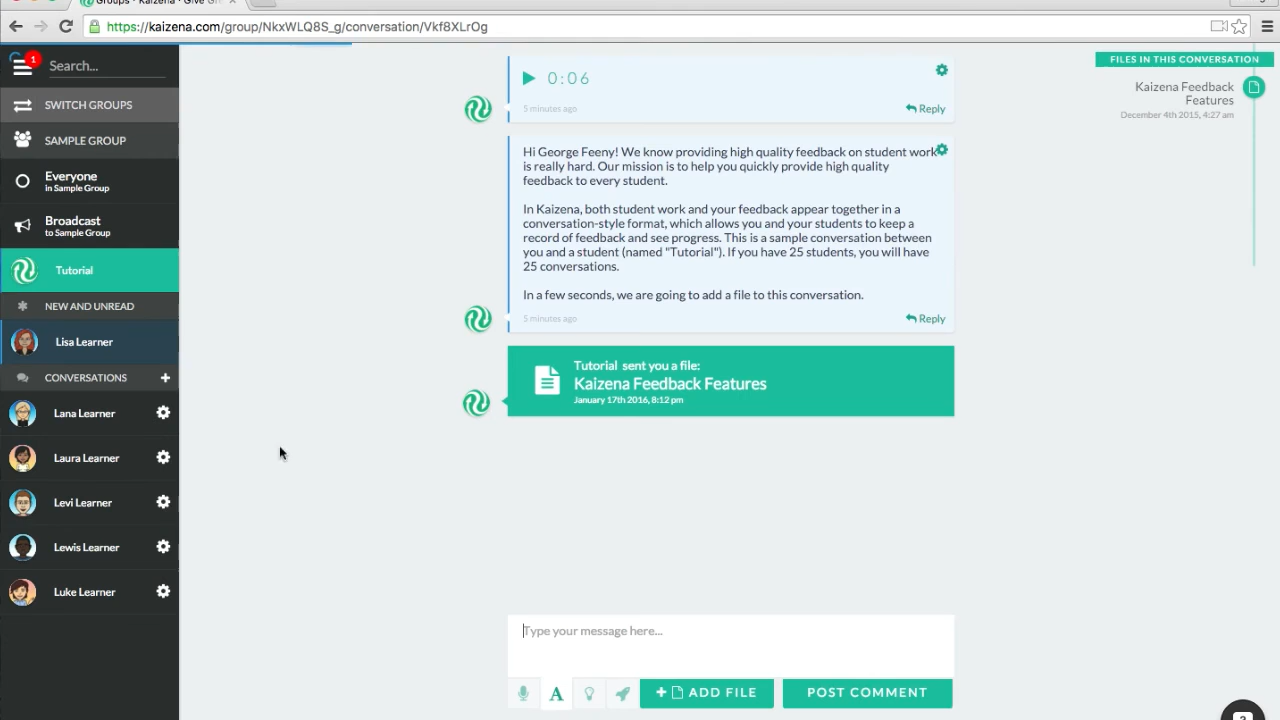 Groups · Kaizena · Give Gr
https://kaizena.com/group/NkxWLQ8S_g/conversation/Vkf8XLrOg
1
Search...
SWITCH GROUPS
SAMPLE GROUP
Everyone
in Sample Group
Broadcast
to Sample Group
Tutorial
NEW AND UNREAD
Lisa Learner
CONVERSATIONS +
Lana Learner
Laura Learner
Levi Learner
Lewis Learner
Luke Learner
0:06
5 minutes ago
Reply
Hi George Feeny! We know providing high quality feedback on student work
is really hard. Our mission is to help you quickly provide high quality
feedback to every student.
In Kaizena, both student work and your feedback appear together in a
conversation-style format, which allows you and your students to keep a
record of feedback and see progress. This is a sample conversation between
you and a student (named "Tutorial"). If you have 25 students, you will have
25 conversations.
In a few seconds, we are going to add a file to this conversation.
5 minutes ago
Reply
Tutorial sent you a file:
Kaizena Feedback Features
January 17th 2016, 8:12 pm
Type your message here...
A
+ ADD FILE
POST COMMENT
FILES IN THIS CONVERSATION
Kaizena Feedback
Features
December 4th 2015, 4:27 am